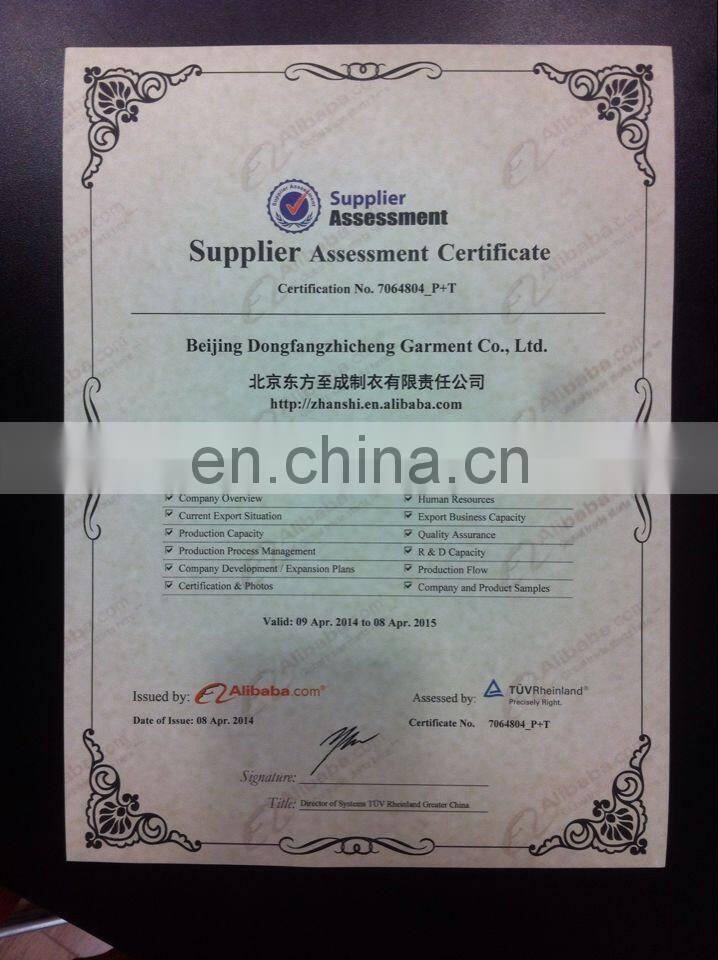 Supplier
Assessment
Supplier Assessment Certificate
Certification No. 7064804_P+T
Beijing Dongfangzhicheng Garment Co., Ltd.
北京东方至成制衣有限责任公司
http://zhanshi.en.alibaba.com
en.china.cn
Company Overview
Human Resources
Current Export Situation
Export Business Capacity
Production Capacity
Quality Assurance
Production Process Management
R & D Capacity
Company Development / Expansion Plans
Production Flow
Certification & Photos
Company and Product Samples
Valid: 09 Apr. 2014 to 08 Apr. 2015
Issued by: Alibaba.com®
Assessed by: TÜVRheinland®
Precisely Right.
Date of Issue: 08 Apr. 2014
Certificate No. 7064804_P+T
Signature:
Title: Director of Systems TÜV Rheinland Greater China